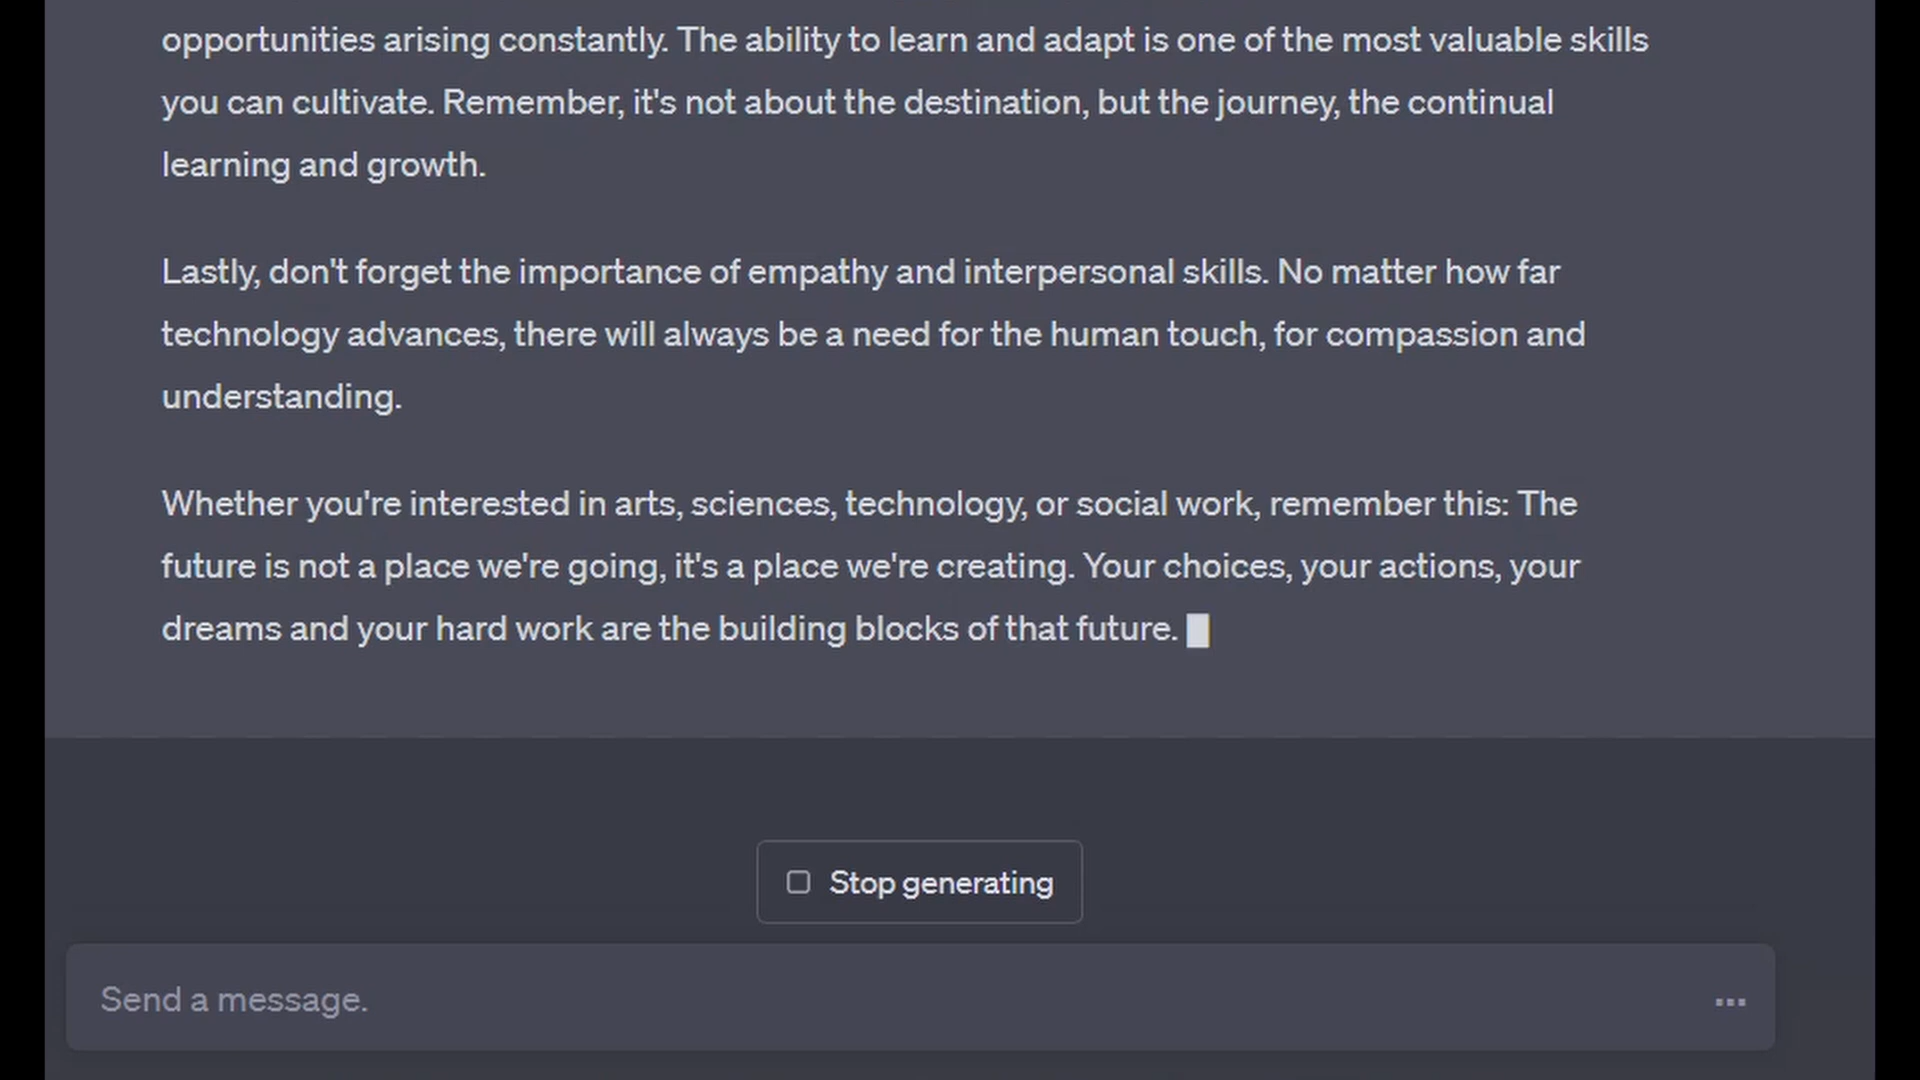 opportunities arising constantly. The ability to learn and adapt is one of the most valuable skills
you can cultivate. Remember, it's not about the destination, but the journey, the continual
learning and growth.
Lastly, don't forget the importance of empathy and interpersonal skills. No matter how far
technology advances, there will always be a need for the human touch, for compassion and
understanding.
Whether you're interested in arts, sciences, technology, or social work, remember this: The
future is not a place we're going, it's a place we're creating. Your choices, your actions, your
dreams and your hard work are the building blocks of that future.
Stop generating
Send a message.